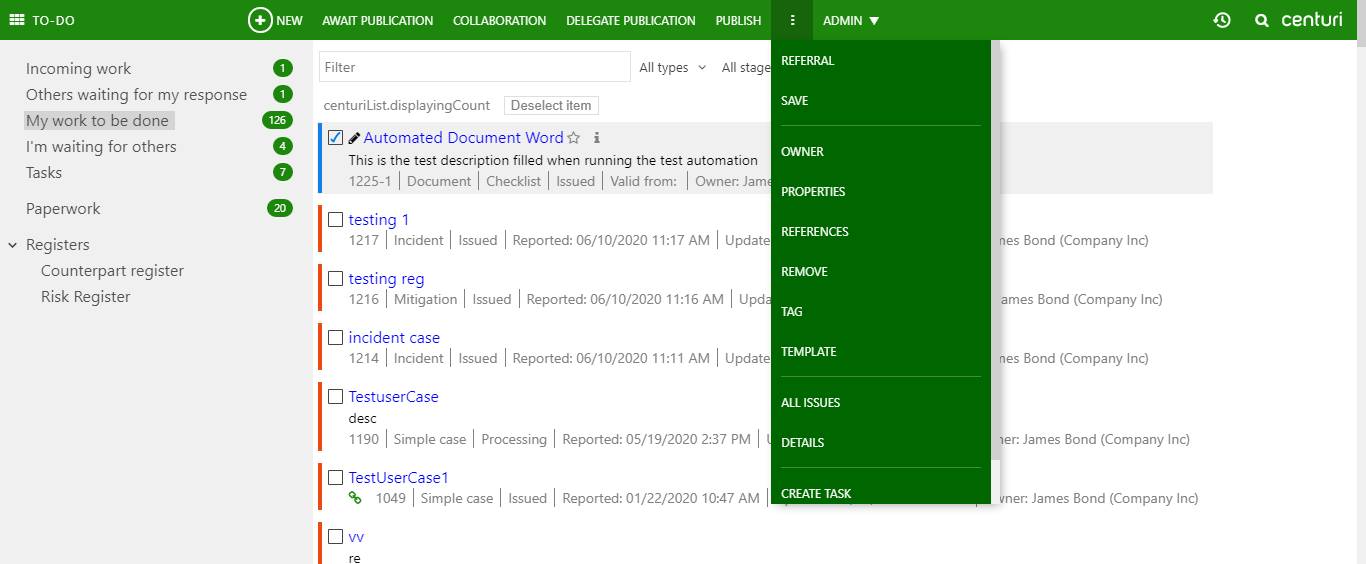 TO-DO NEW AWAIT PUBLICATION COLLABORATION DELEGATE PUBLICATION PUBLISH ADMIN centuri
Incoming work 1
Others waiting for my response 1
My work to be done 126
I'm waiting for others 4
Tasks 7
Paperwork 20
Registers
Counterpart register
Risk Register
Filter All types All stage
centuriList.displayingCount Deselect item
Automated Document Word
This is the test description filled when running the test automation
1225-1 Document Checklist Issued Valid from: Owner: Jame
testing 1
1217 Incident Issued Reported: 06/10/2020 11:17 AM Update mes Bond (Company Inc)
testing reg
1216 Mitigation Issued Reported: 06/10/2020 11:16 AM Upda James Bond (Company Inc)
incident case
1214 Incident Issued Reported: 06/10/2020 11:11 AM Update mes Bond (Company Inc)
TestuserCase
desc
1190 Simple case Processing Reported: 05/19/2020 2:37 PM ner: James Bond (Company Inc)
TestUserCase1
1049 Simple case Issued Reported: 01/22/2020 10:47 AM wner: James Bond (Company Inc)
vv
re
REFERRAL
SAVE
OWNER
PROPERTIES
REFERENCES
REMOVE
TAG
TEMPLATE
ALL ISSUES
DETAILS
CREATE TASK